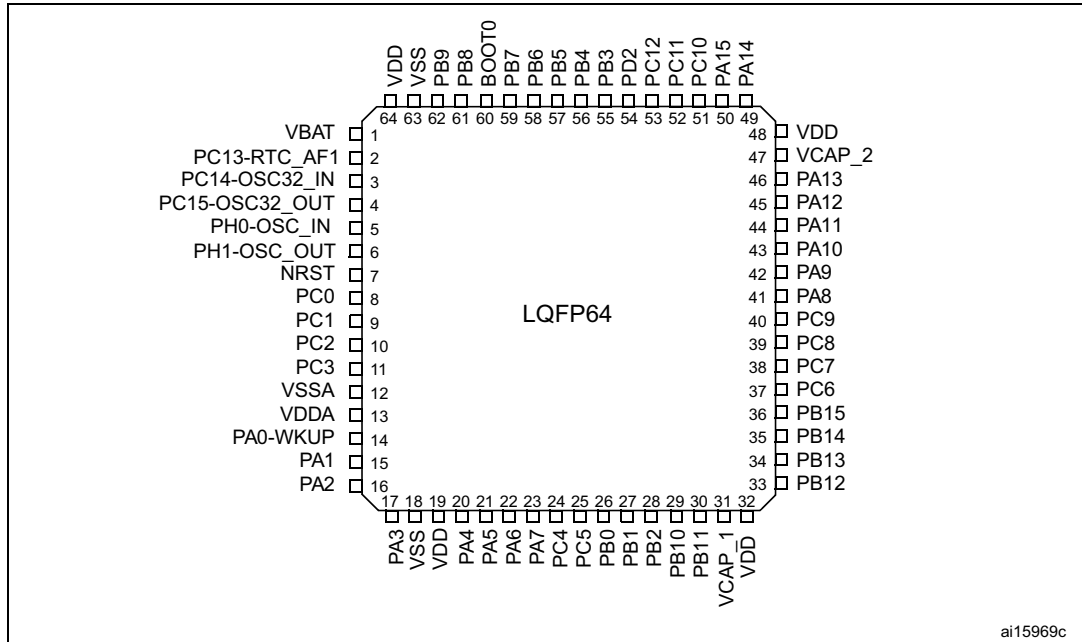 VDD
VSS
PB9
PB8
BOOT0
PB7
PB6
PB5
PB4
PB3
PD2
PC12
PC11
PC10
PA15
PA14
64 63 62 61 60 59 58 57 56 55 54 53 52 51 50 49
VBAT 1
PC13-RTC_AF1 2
PC14-OSC32_IN 3
PC15-OSC32_OUT 4
PH0-OSC_IN 5
PH1-OSC_OUT 6
NRST 7
PC0 8
PC1 9
PC2 10
PC3 11
VSSA 12
VDDA 13
PA0-WKUP 14
PA1 15
PA2 16
LQFP64
48 VDD
47 VCAP_2
46 PA13
45 PA12
44 PA11
43 PA10
42 PA9
41 PA8
40 PC9
39 PC8
38 PC7
37 PC6
36 PB15
35 PB14
34 PB13
33 PB12
17 18 19 20 21 22 23 24 25 26 27 28 29 30 31 32
PA3
VSS
VDD
PA4
PA5
PA6
PA7
PC4
PC5
PB0
PB1
PB2
PB10
PB11
VCAP_1
VDD
ai15969c